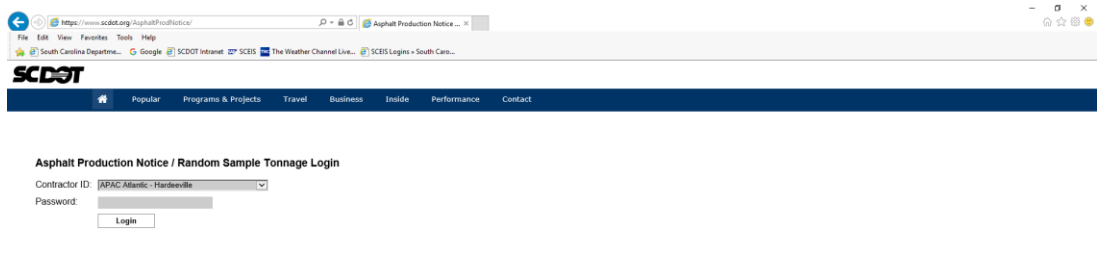 https://www.scdot.org/AsphaltProdNotice/
Asphalt Production Notice ...
File Edit View Favorites Tools Help
South Carolina Departme... Google SCDOT Intranet SCEIS The Weather Channel Live... SCEIS Logins » South Caro...
SCDOT
Popular Programs & Projects Travel Business Inside Performance Contact
Asphalt Production Notice / Random Sample Tonnage Login
Contractor ID: APAC Atlantic - Hardeeville
Password:
Login